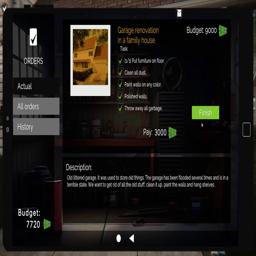 Garage renovation
in a family house
Budget 9000
Task
ORDERS
(1/1) Put furniture on floor.
Clean all dust.
Actual
Paint walls on any color.
Polished walls.
All orders
Throw away all garbage.
Finish
History
Pay: 3000
Description:
Old littered garage. It was used to store old things. The garage has been flooded several times and is in a
terrible state. We want to get rid of all the old stuff, clean it up, paint the walls and hang shelves.
Budget:
7720